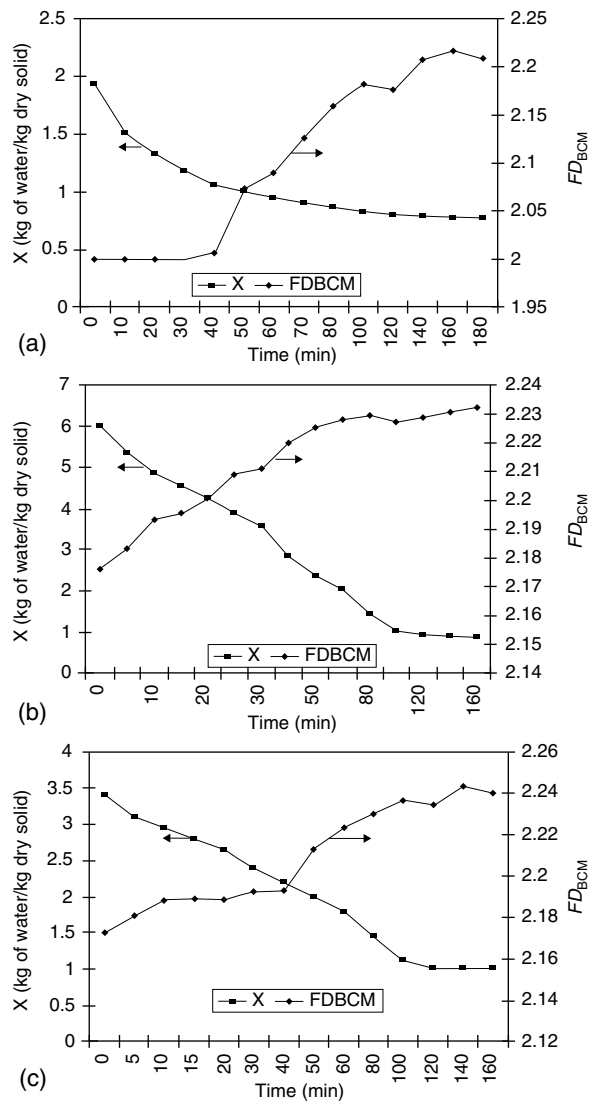 2.5
2
1.5
1
0.5
0
X (kg of water/kg dry solid)
2.25
2.2
2.15
2.1
2.05
2
1.95
FD_BCM
X FDBCM
0 10 20 30 40 50 60 70 80 100 120 140 160 180
Time (min)
(a)
7
6
5
4
3
2
1
0
X (kg of water/kg dry solid)
2.24
2.23
2.22
2.21
2.20
2.19
2.18
2.17
2.16
2.15
2.14
FD_BCM
X FDBCM
0 10 20 30 50 80 120 160
Time (min)
(b)
4
3.5
3
2.5
2
1.5
1
0.5
0
X (kg of water/kg dry solid)
2.26
2.24
2.22
2.2
2.18
2.16
2.14
2.12
FD_BCM
X FDBCM
0 5 10 15 20 30 40 50 60 80 100 120 140 160
Time (min)
(c)